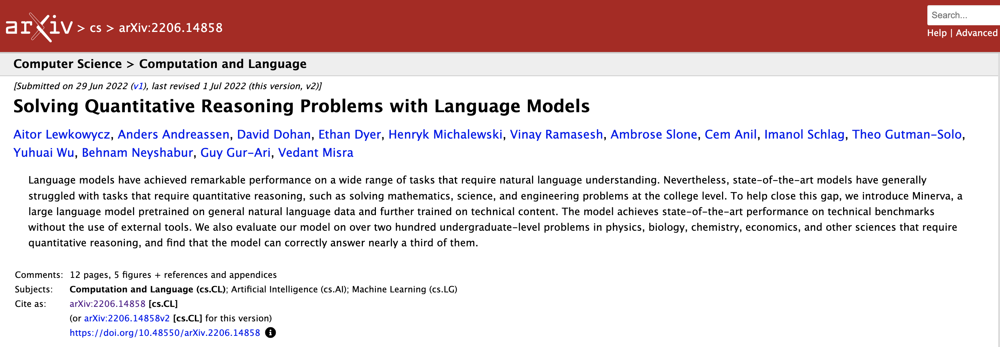 arXiv > cs > arXiv:2206.14858
Search...
Help | Advanced
Computer Science > Computation and Language
[Submitted on 29 Jun 2022 (v1), last revised 1 Jul 2022 (this version, v2)]
Solving Quantitative Reasoning Problems with Language Models
Aitor Lewkowycz, Anders Andreassen, David Dohan, Ethan Dyer, Henryk Michalewski, Vinay Ramasesh, Ambrose Slone, Cem Anil, Imanol Schlag, Theo Gutman-Solo,
Yuhuai Wu, Behnam Neyshabur, Guy Gur-Ari, Vedant Misra
Language models have achieved remarkable performance on a wide range of tasks that require natural language understanding. Nevertheless, state-of-the-art models have generally
struggled with tasks that require quantitative reasoning, such as solving mathematics, science, and engineering problems at the college level. To help close this gap, we introduce Minerva, a
large language model pretrained on general natural language data and further trained on technical content. The model achieves state-of-the-art performance on technical benchmarks
without the use of external tools. We also evaluate our model on over two hundred undergraduate-level problems in physics, biology, chemistry, economics, and other sciences that require
quantitative reasoning, and find that the model can correctly answer nearly a third of them.
Comments: 12 pages, 5 figures + references and appendices
Subjects: Computation and Language (cs.CL); Artificial Intelligence (cs.AI); Machine Learning (cs.LG)
Cite as: arXiv:2206.14858 [cs.CL]
(or arXiv:2206.14858v2 [cs.CL] for this version)
https://doi.org/10.48550/arXiv.2206.14858